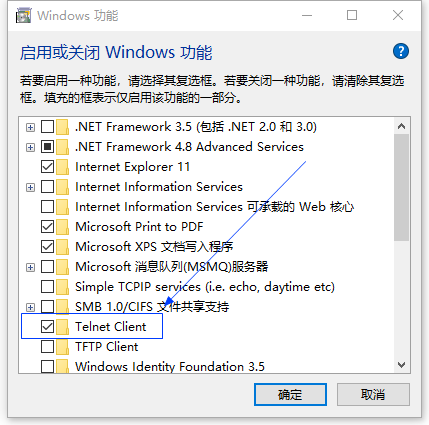 Windows 功能
启用或关闭 Windows 功能
若要启用一种功能，请选择其复选框。若要关闭一种功能，请清除其复选
框。填充的框表示仅启用该功能的一部分。
.NET Framework 3.5 (包括 .NET 2.0 和 3.0)
.NET Framework 4.8 Advanced Services
Internet Explorer 11
Internet Information Services
Internet Information Services 可承载的 Web 核心
Microsoft Print to PDF
Microsoft XPS 文档写入程序
Microsoft 消息队列(MSMQ)服务器
Simple TCPIP services (i.e. echo, daytime etc)
SMB 1.0/CIFS 文件共享支持
Telnet Client
TFTP Client
Windows Identity Foundation 3.5
确定
取消